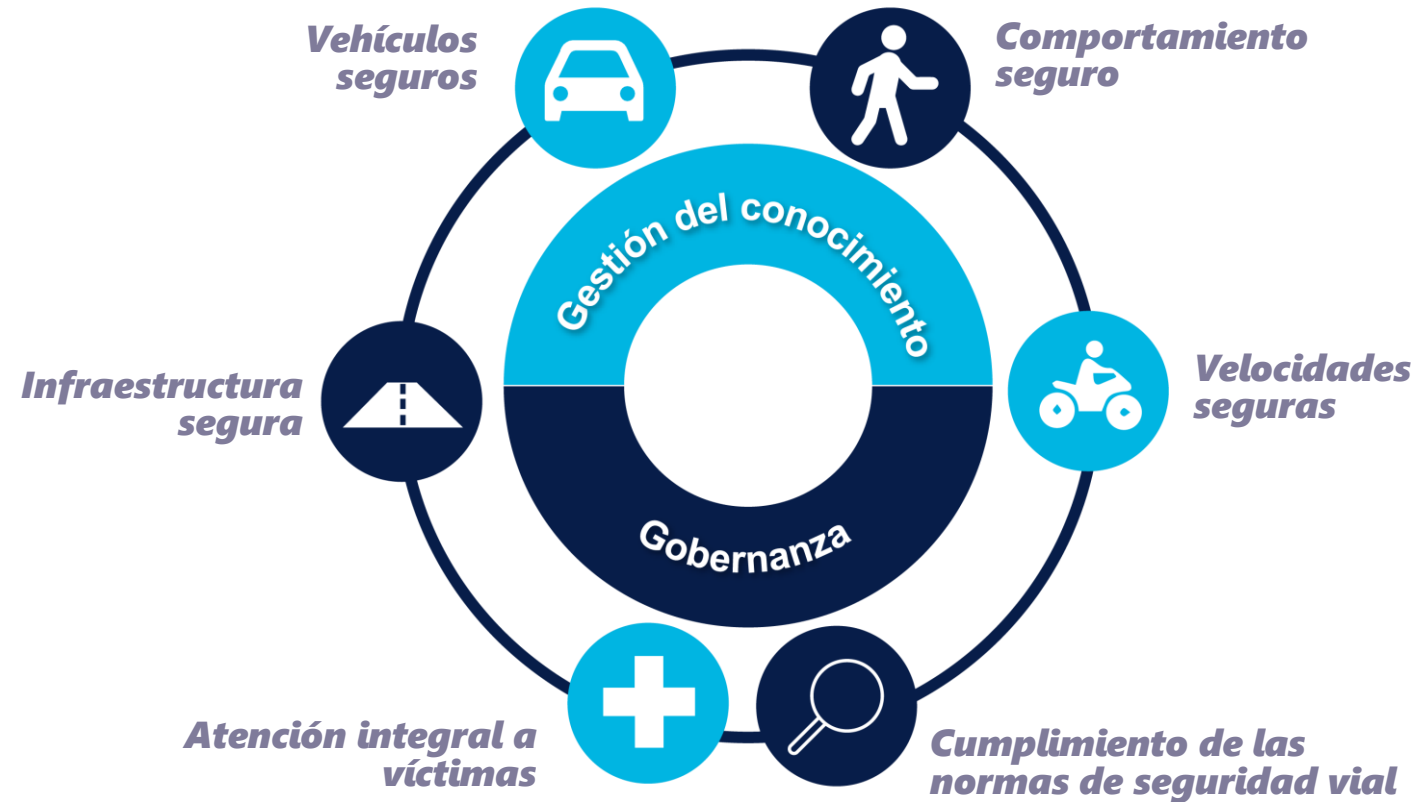 Vehículos
seguros
Comportamiento
seguro
Gestión del conocimiento
Infraestructura
segura
Velocidades
seguras
Gobernanza
Atención integral a
víctimas
Cumplimiento de las
normas de seguridad vial